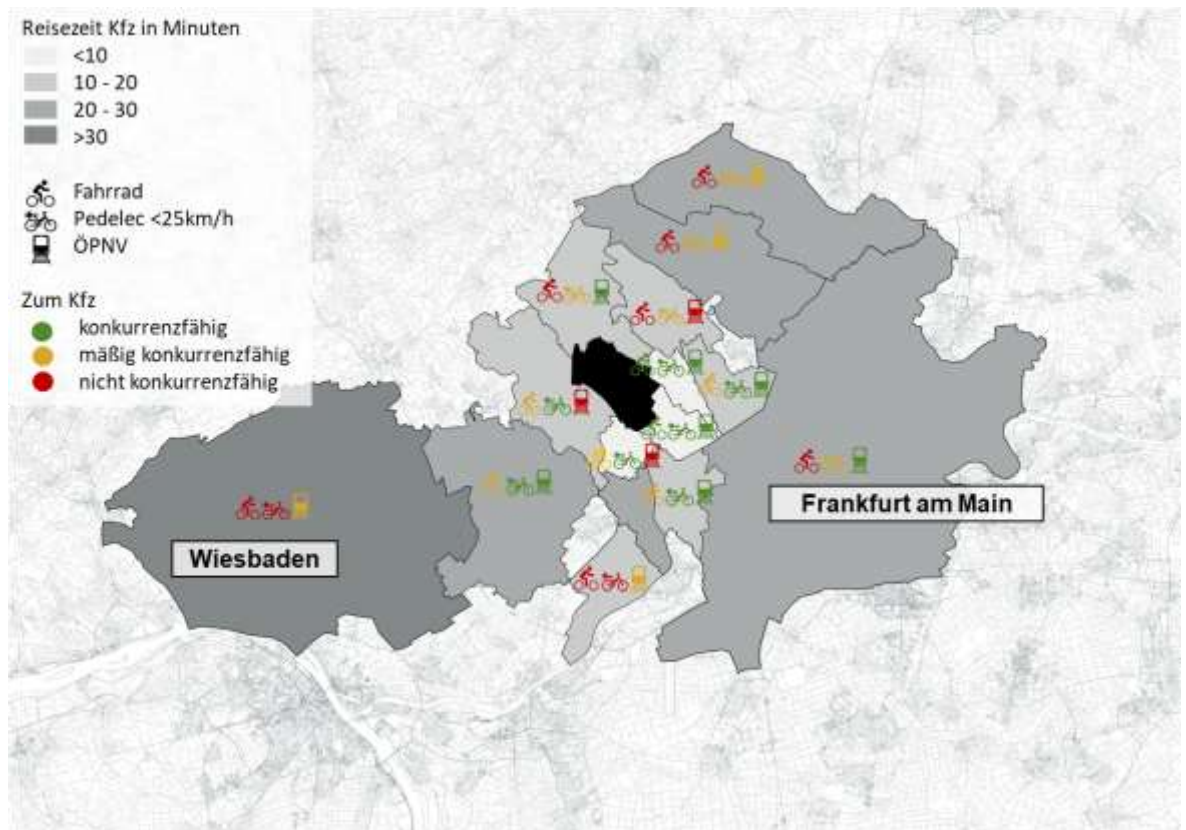 Reisezeit Kfz in Minuten
<10
10 - 20
20 - 30
>30
Fahrrad
Pedelec <25km/h
ÖPNV
Zum Kfz
konkurrenzfähig
mäßig konkurrenzfähig
nicht konkurrenzfähig
Frankfurt am Main
Wiesbaden